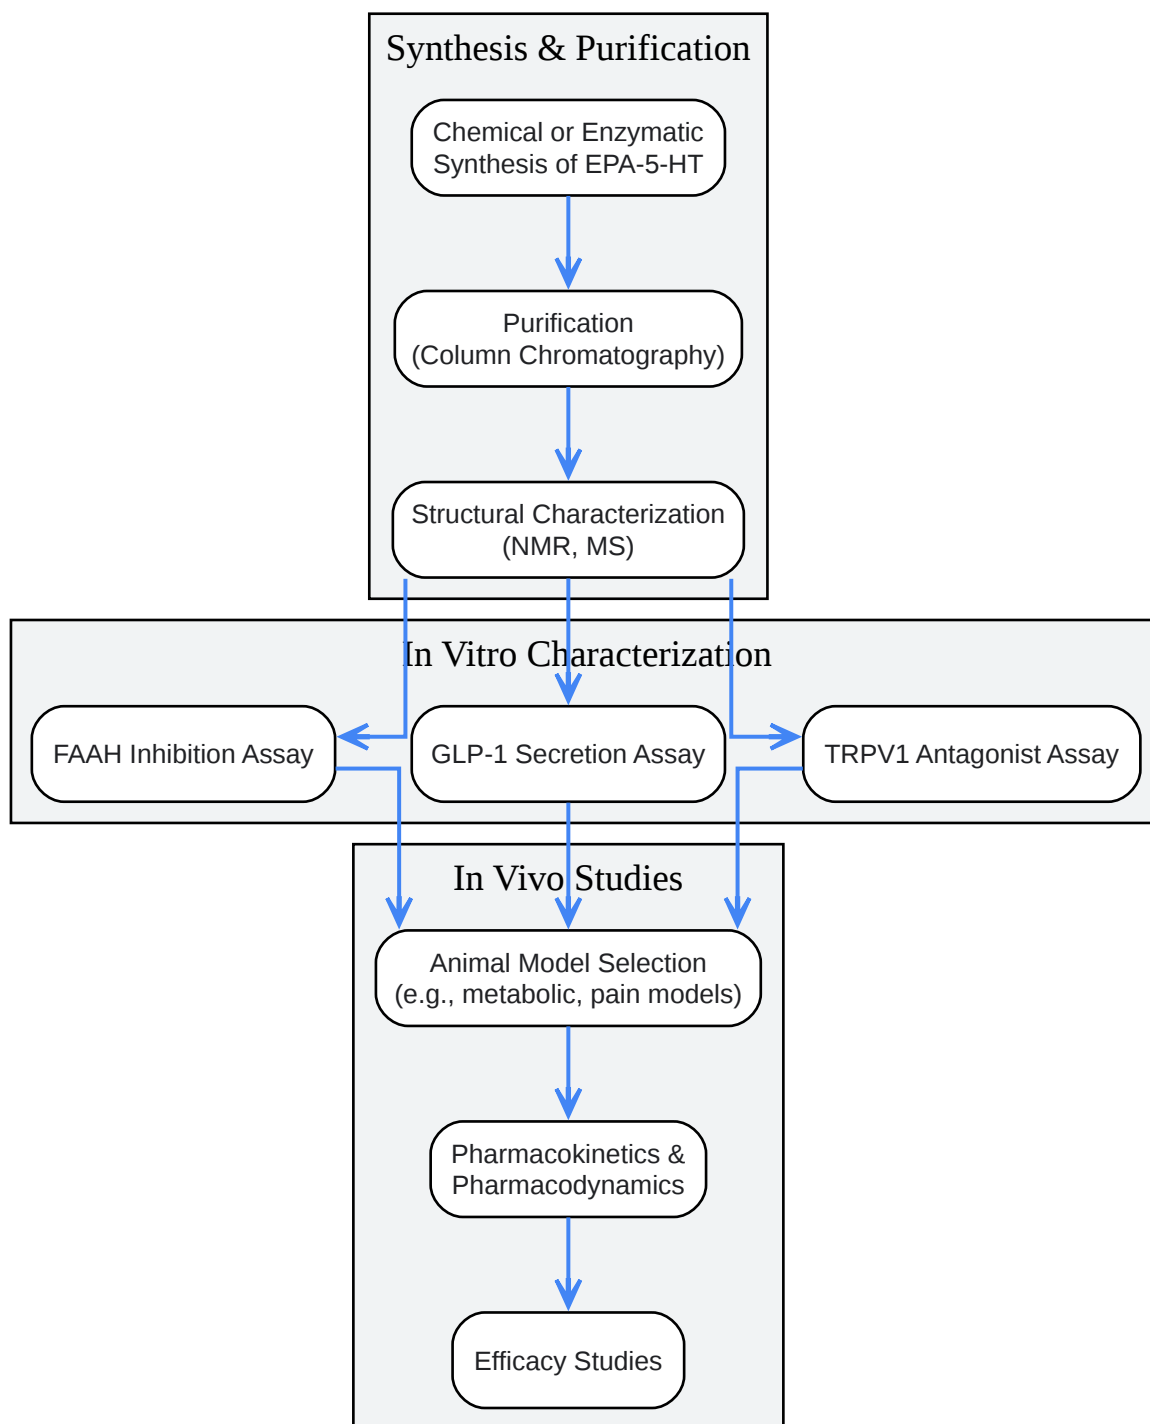 Synthesis & Purification
Chemical or Enzymatic
Synthesis of EPA-5-HT
Purification
(Column Chromatography)
Structural Characterization
(NMR, MS)
In Vitro Characterization
FAAH Inhibition Assay
GLP-1 Secretion Assay
TRPV1 Antagonist Assay
In Vivo Studies
Animal Model Selection
(e.g., metabolic, pain models)
Pharmacokinetics &
Pharmacodynamics
Efficacy Studies